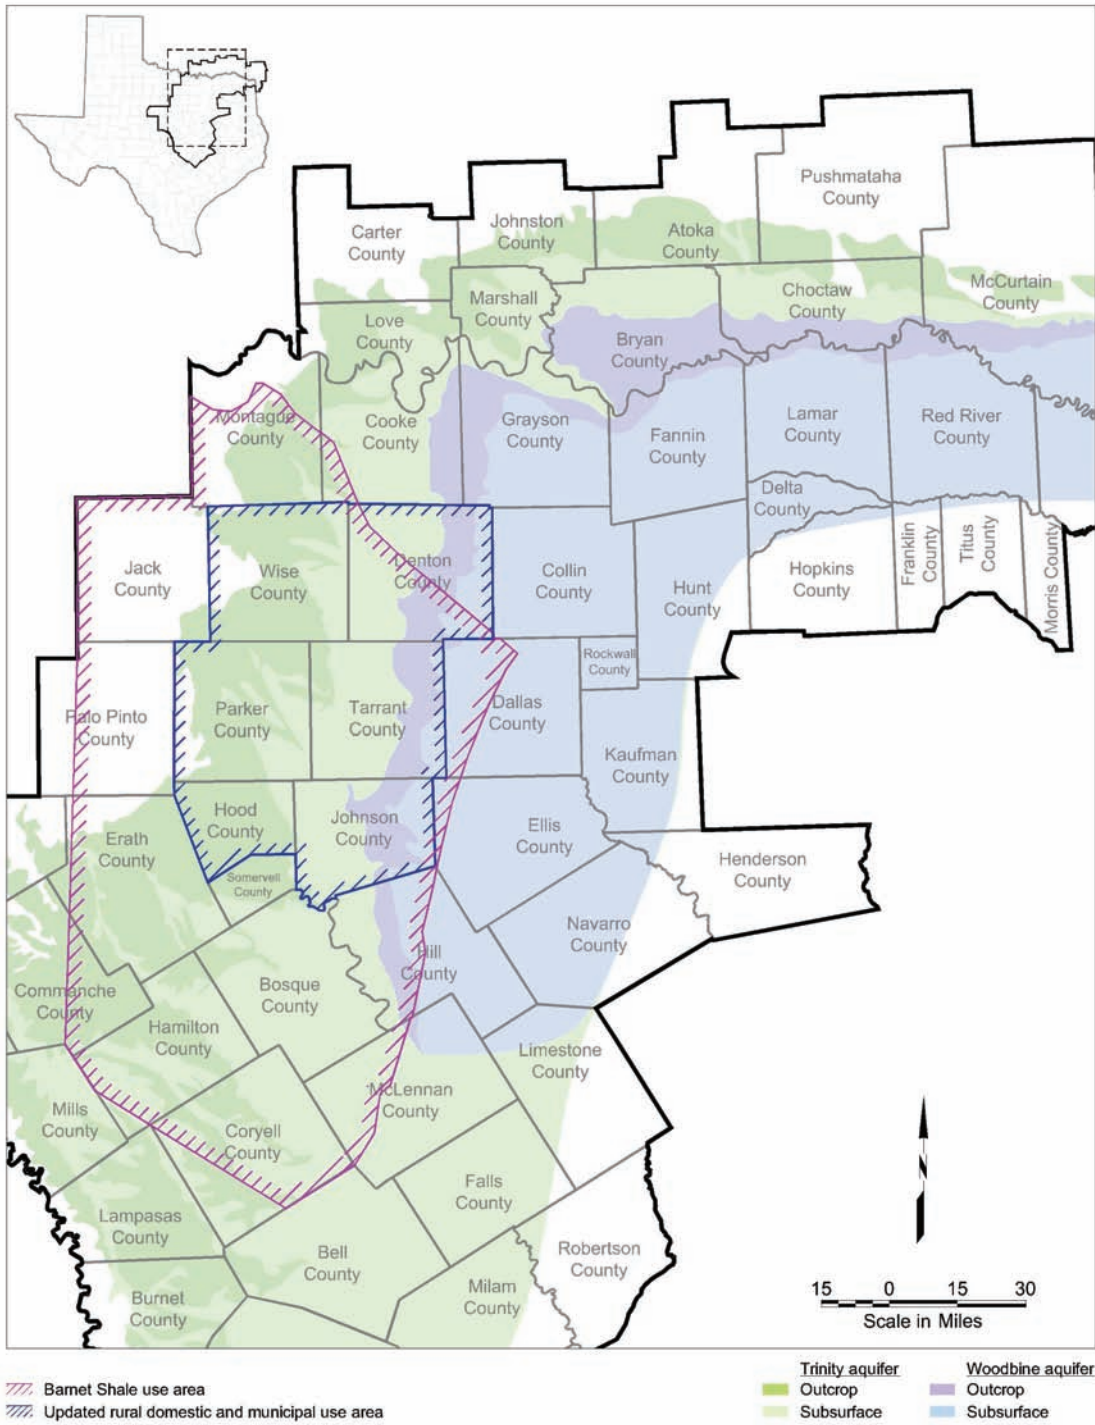 Pushmataha
County
Carter
County
Johnston
County
Atoka
County
McCurtain
County
Choctaw
County
Marshall
County
Love
County
Bryan
County
Montague
County
Cooke
County
Grayson
County
Fannin
County
Lamar
County
Red River
County
Delta
County
Jack
County
Wise
County
Denton
County
Collin
County
Hunt
County
Hopkins
County
Franklin
County
Titus
County
Morris County
Rockwall
County
Palo Pinto
County
Parker
County
Tarrant
County
Dallas
County
Kaufman
County
Erath
County
Hood
County
Johnson
County
Ellis
County
Henderson
County
Somervell
County
Navarro
County
Hill
County
Bosque
County
Commanche
County
Hamilton
County
Limestone
County
McLennan
County
Mills
County
Coryell
County
Falls
County
Lampasas
County
Bell
County
Robertson
County
Milam
County
Burnet
County
N
15 0 15 30
Scale in Miles
Barnet Shale use area
Updated rural domestic and municipal use area
Trinity aquifer
Outcrop
Subsurface
Woodbine aquifer
Outcrop
Subsurface